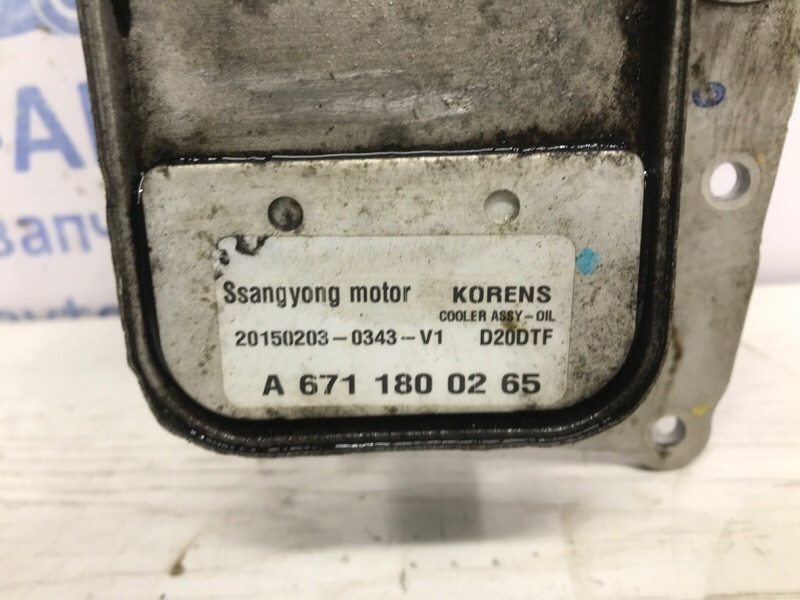 Ssangyong motor KORENS
COOLER ASSY-OIL
20150203-0343-V1 D20DTF
A 671 180 02 65